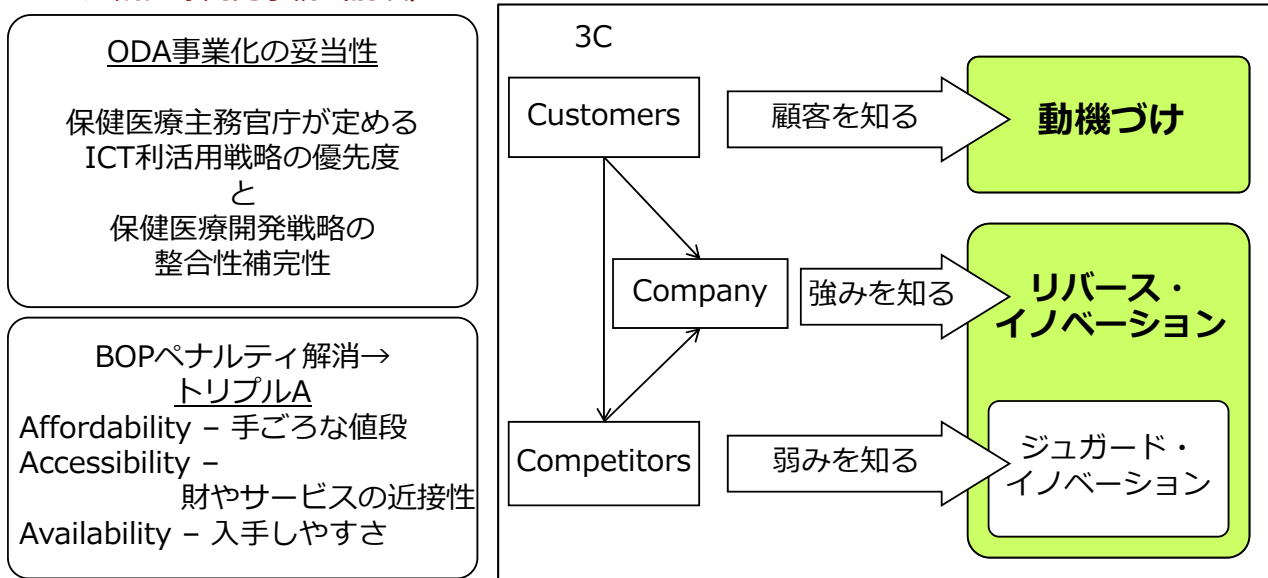 ODA事業化の妥当性
保健医療主務官庁が定める
ICT利活用戦略の優先度
と
保健医療開発戦略の
整合性補完性
BOPペナルティ解消→
トリプルA
Affordability – 手ごろな値段
Accessibility –
財やサービスの近接性
Availability – 入手しやすさ
3C
Customers
顧客を知る
動機づけ
Company
強みを知る
リバース・
イノベーション
Competitors
弱みを知る
ジュガード・
イノベーション